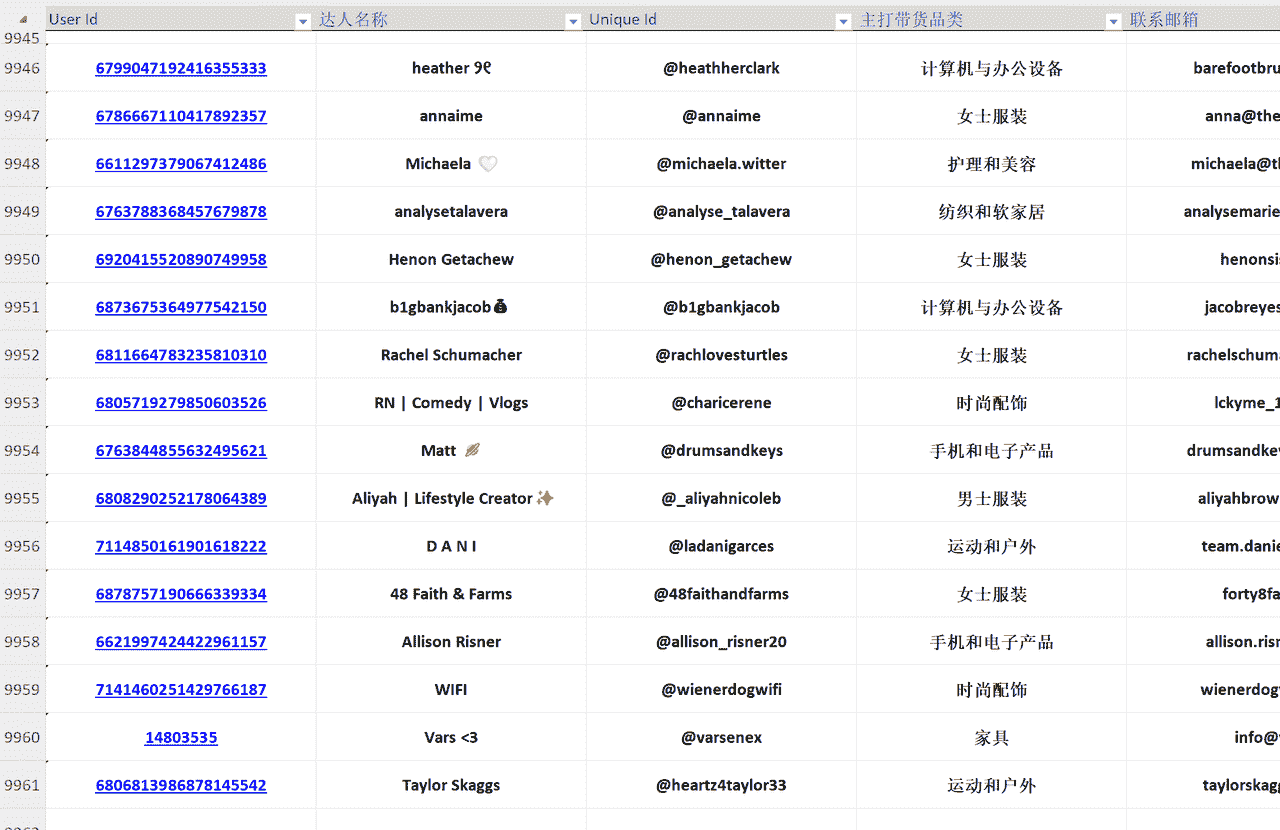 User Id 达人名称 Unique Id 主打带货品类 联系邮箱
9945
9946 6799047192416355333 heather ୨୧ @heathherclark 计算机与办公设备 barefootbru
9947 6786667110417892357 annaime @annaime 女士服装 anna@the
9948 6611297379067412486 Michaela 🤍 @michaela.witter 护理和美容 michaela@th
9949 6763788368457679878 analysetalavera @analyse_talavera 纺织和软家居 analysemarie
9950 6920415520890749958 Henon Getachew @henon_getachew 女士服装 henonsis
9951 6873675364977542150 b1gbankjacob💰 @b1gbankjacob 计算机与办公设备 jacobreyes
9952 6811664783235810310 Rachel Schumacher @rachlovesturtles 女士服装 rachelschuma
9953 6805719279850603526 RN | Comedy | Vlogs @charicerene 时尚配饰 lckyme_1
9954 6763844855632495621 Matt 🪐 @drumsandkeys 手机和电子产品 drumsandkey
9955 6808290252178064389 Aliyah | Lifestyle Creator✨ @_aliyahnicoleb 男士服装 aliyahbrow
9956 7114850161901618222 D A N I @ladanigarces 运动和户外 team.danie
9957 6878757190666339334 48 Faith & Farms @48faithandfarms 女士服装 forty8fa
9958 6621997424422961157 Allison Risner @allison_risner20 手机和电子产品 allison.risn
9959 7141460251429766187 WIFI @wienerdogwifi 时尚配饰 wienerdog
9960 14803535 Vars <3 @varsenex 家具 info@v
9961 6806813986878145542 Taylor Skaggs @heartz4taylor33 运动和户外 taylorskagg